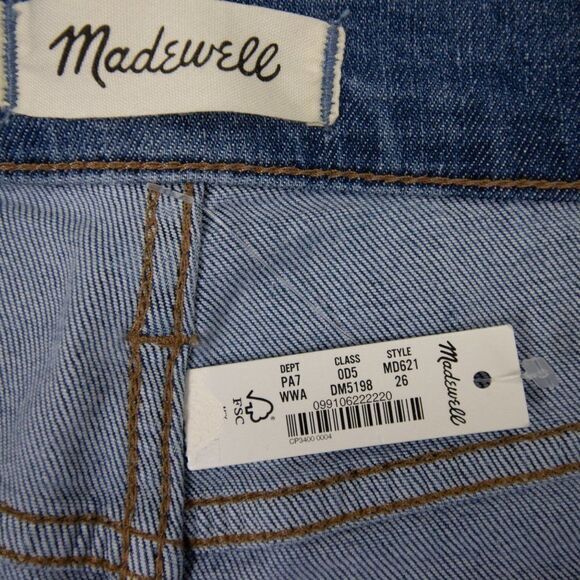 Madewell
DEPT CLASS STYLE
PA7 0D5 MD621
WWA DM5198 26
099106222220
FSC
CP3400 0004
Madewell